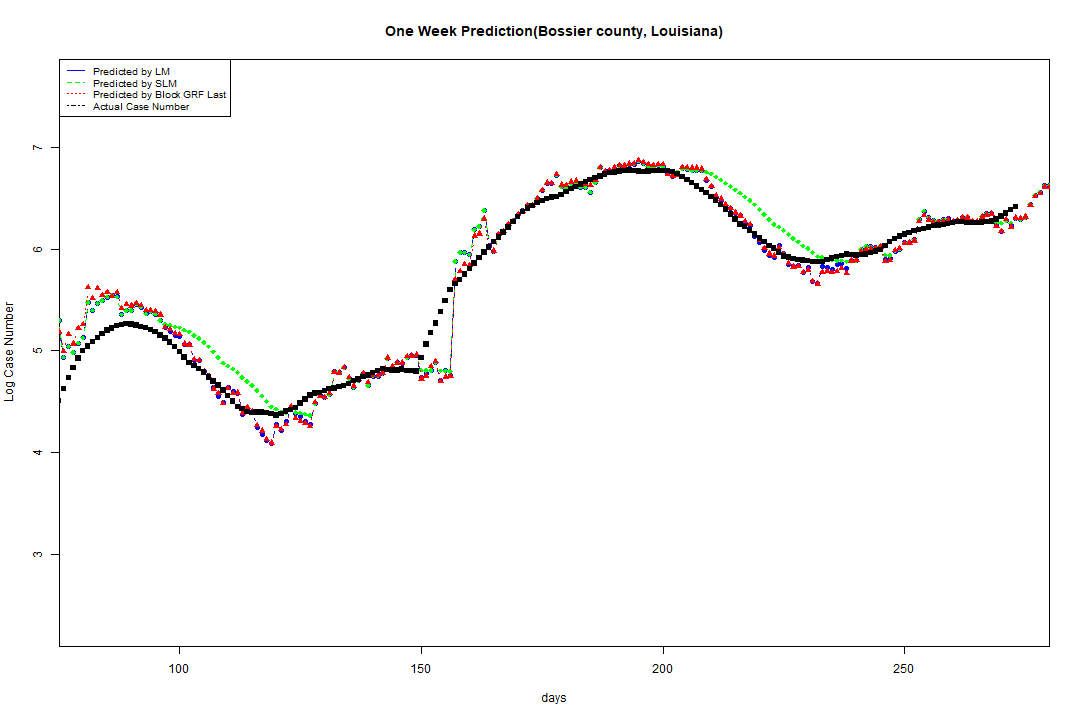 One Week Prediction(Bossier county, Louisiana)
Predicted by LM
Predicted by SLM
Predicted by Block GRF Last
Actual Case Number
7
6
5
4
3
Log Case Number
100 150 200 250
days